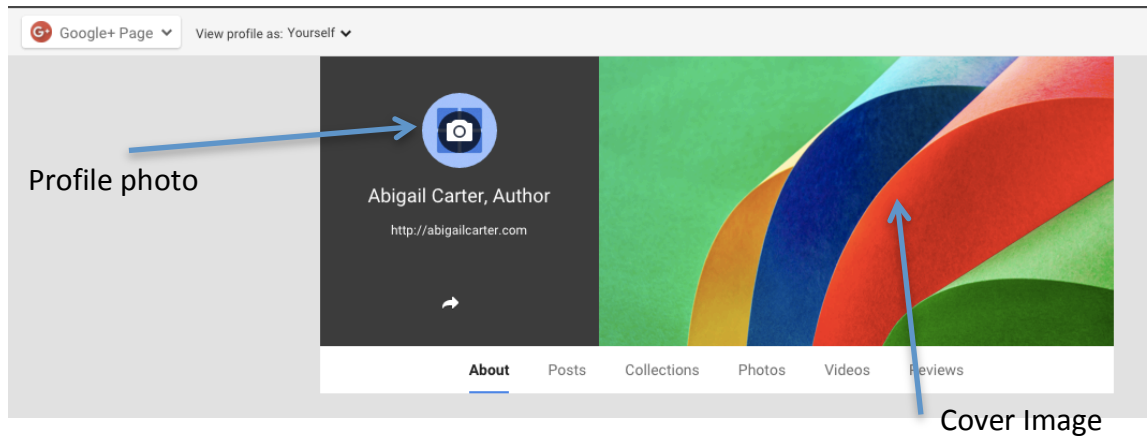 G+ Google+ Page View profile as: Yourself
Profile photo
Abigail Carter, Author
http://abigailcarter.com
About Posts Collections Photos Videos Reviews
Cover Image